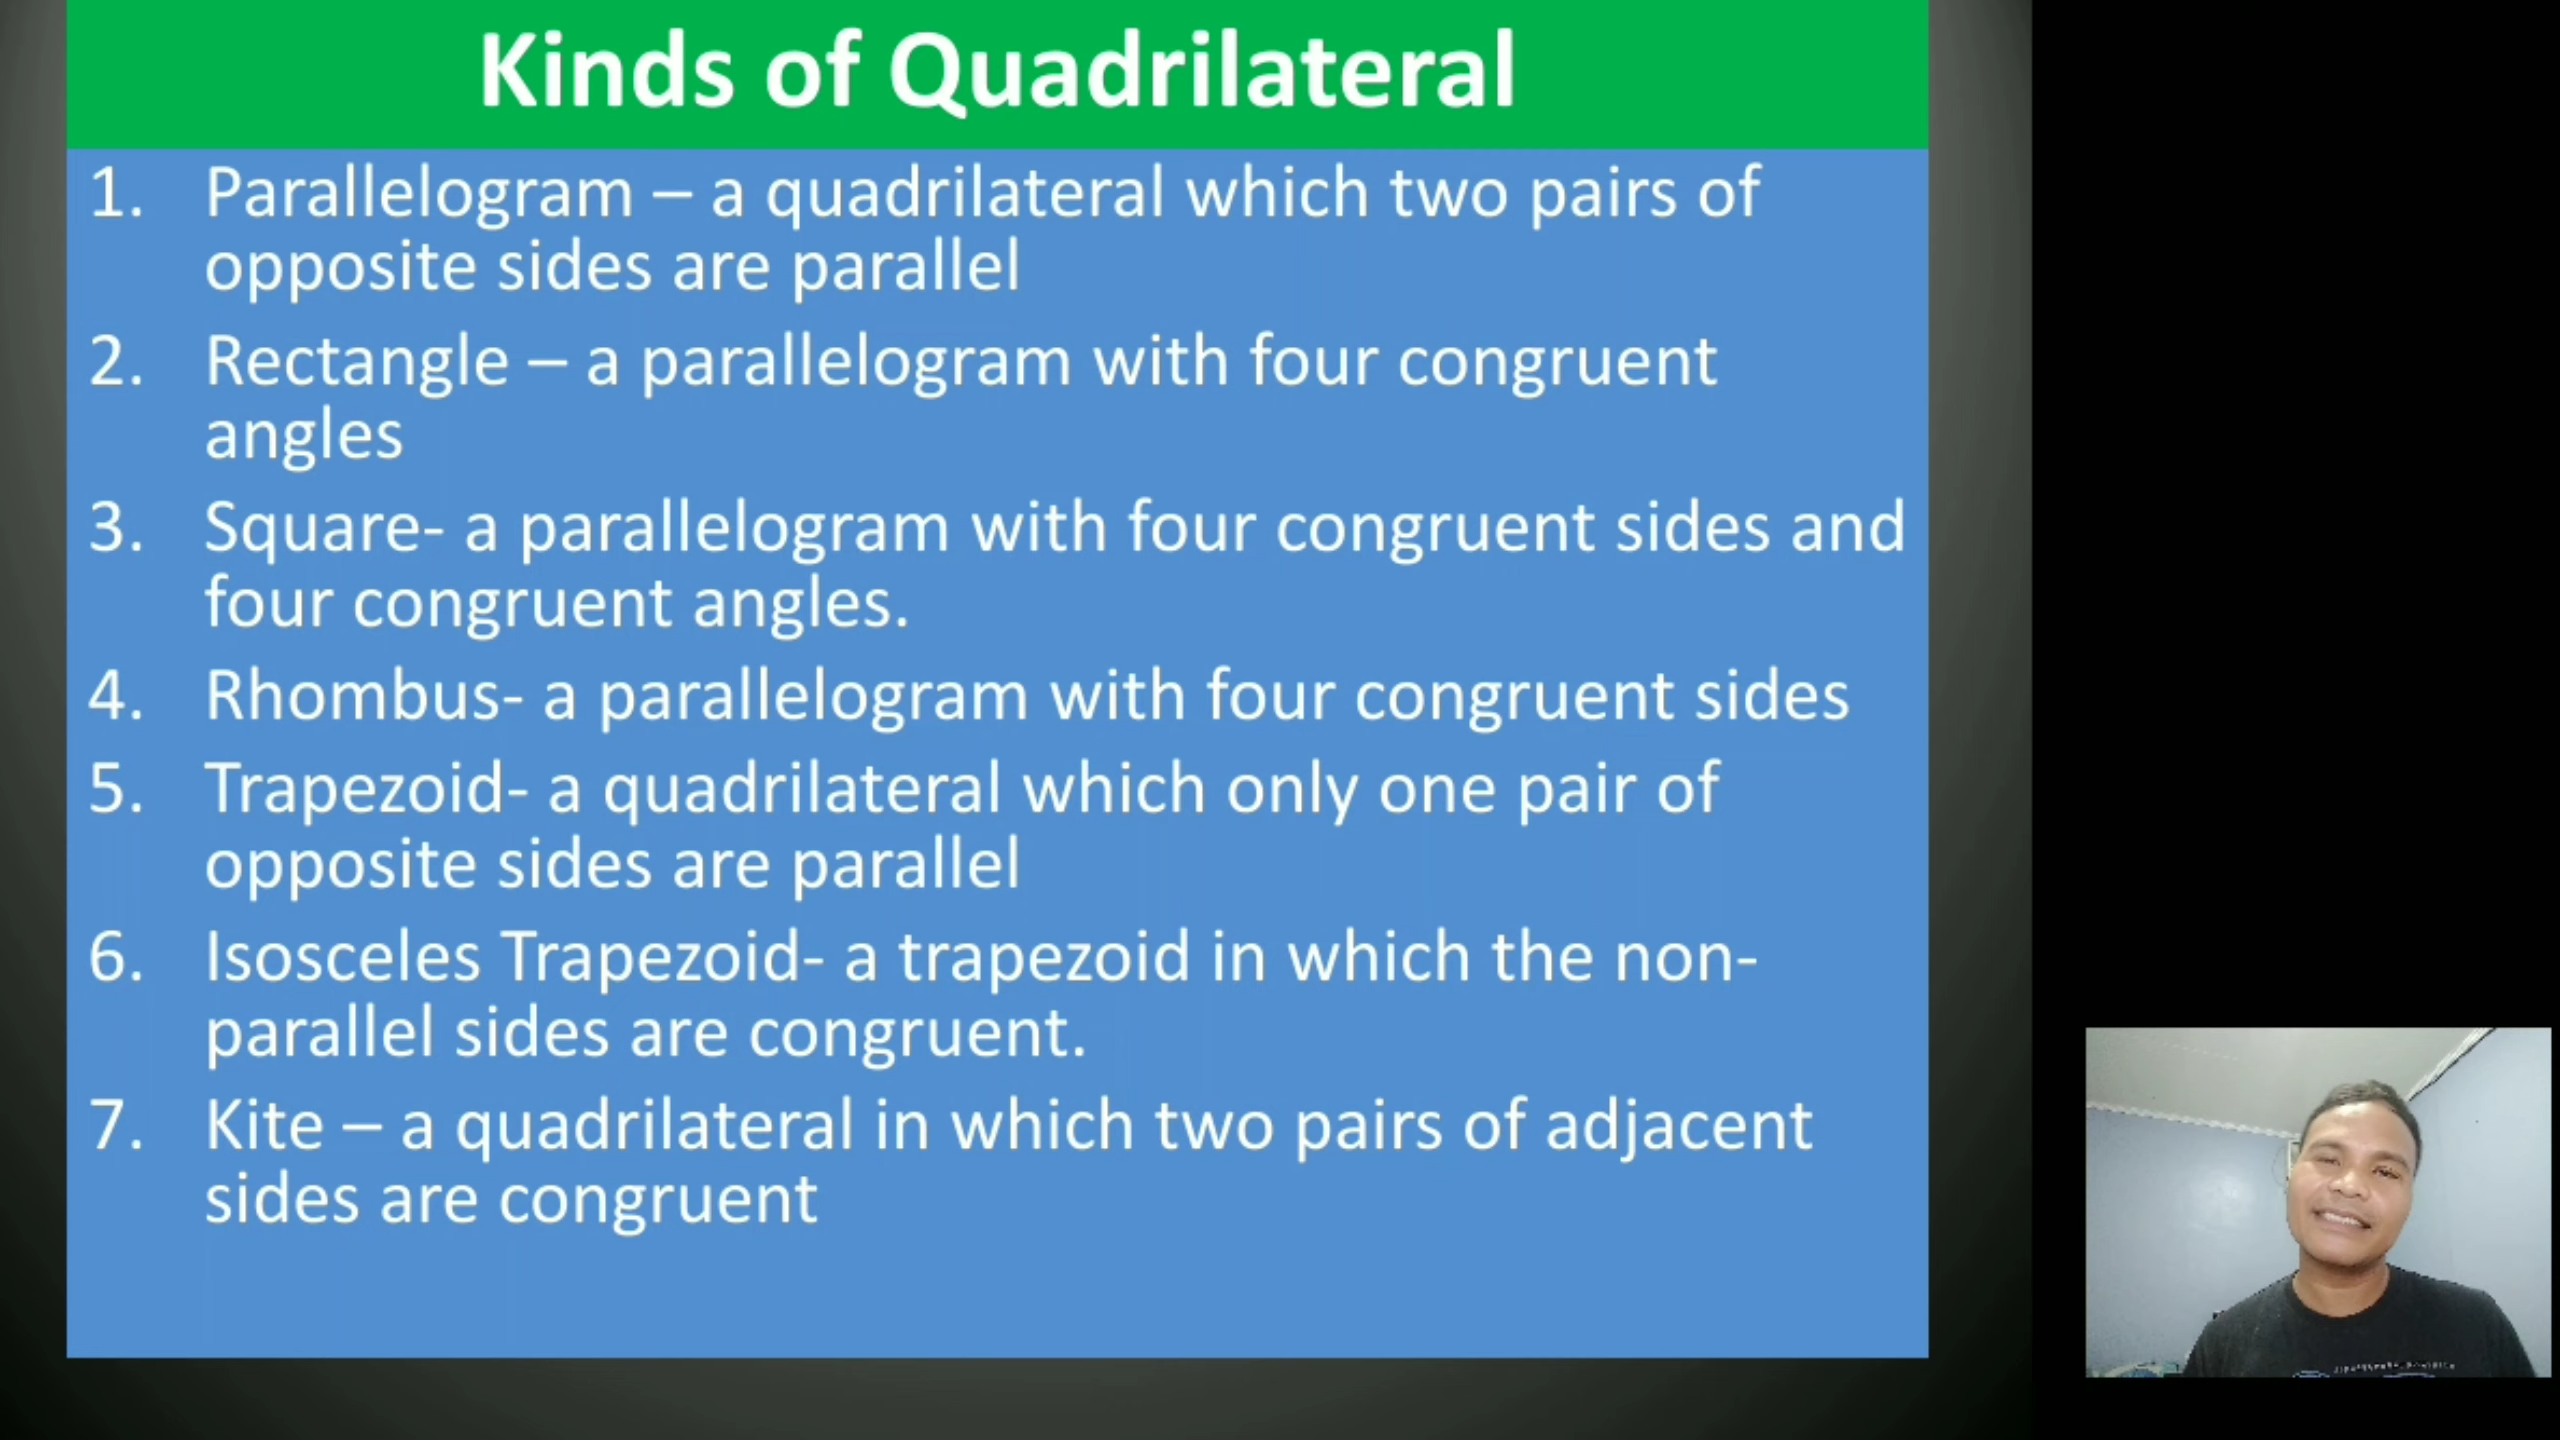 Kinds of Quadrilateral
1. Parallelogram – a quadrilateral which two pairs of
opposite sides are parallel
2. Rectangle – a parallelogram with four congruent
angles
3. Square- a parallelogram with four congruent sides and
four congruent angles.
4. Rhombus- a parallelogram with four congruent sides
5. Trapezoid- a quadrilateral which only one pair of
opposite sides are parallel
6. Isosceles Trapezoid- a trapezoid in which the non-
parallel sides are congruent.
7. Kite – a quadrilateral in which two pairs of adjacent
sides are congruent